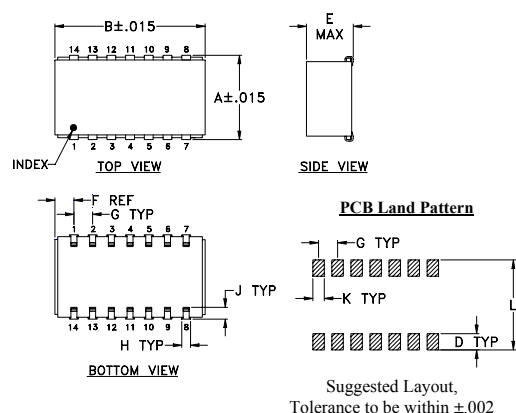 B±.015
14 13 12 11 10 9 8
A±.015
INDEX
1 2 3 4 5 6 7
TOP VIEW
E
MAX
SIDE VIEW
F REF
G TYP
1 2 3 4 5 6 7
J TYP
14 13 12 11 10 9 8
H TYP
BOTTOM VIEW
PCB Land Pattern
G TYP
K TYP
L
D TYP
Suggested Layout,
Tolerance to be within ±.002